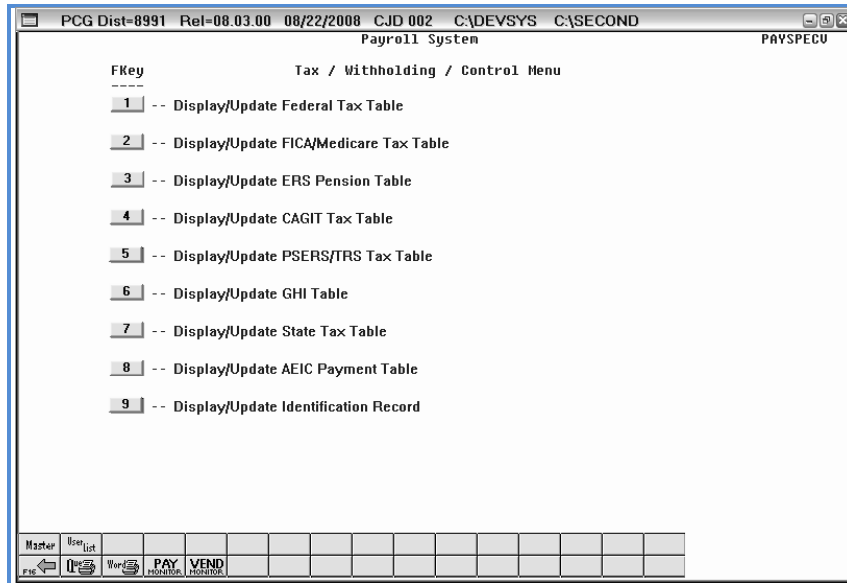 PCG Dist=8991 Rel=08.03.00 08/22/2008 CJD 002 C:\DEVSYS C:\SECOND
Payroll System PAYSPECV
FKey Tax / Withholding / Control Menu
----
1 -- Display/Update Federal Tax Table
2 -- Display/Update FICA/Medicare Tax Table
3 -- Display/Update ERS Pension Table
4 -- Display/Update CAGIT Tax Table
5 -- Display/Update PSERS/TRS Tax Table
6 -- Display/Update GHI Table
7 -- Display/Update State Tax Table
8 -- Display/Update AEIC Payment Table
9 -- Display/Update Identification Record
Master User list
F16 Que Word PAY MONITOR VEND MONITOR